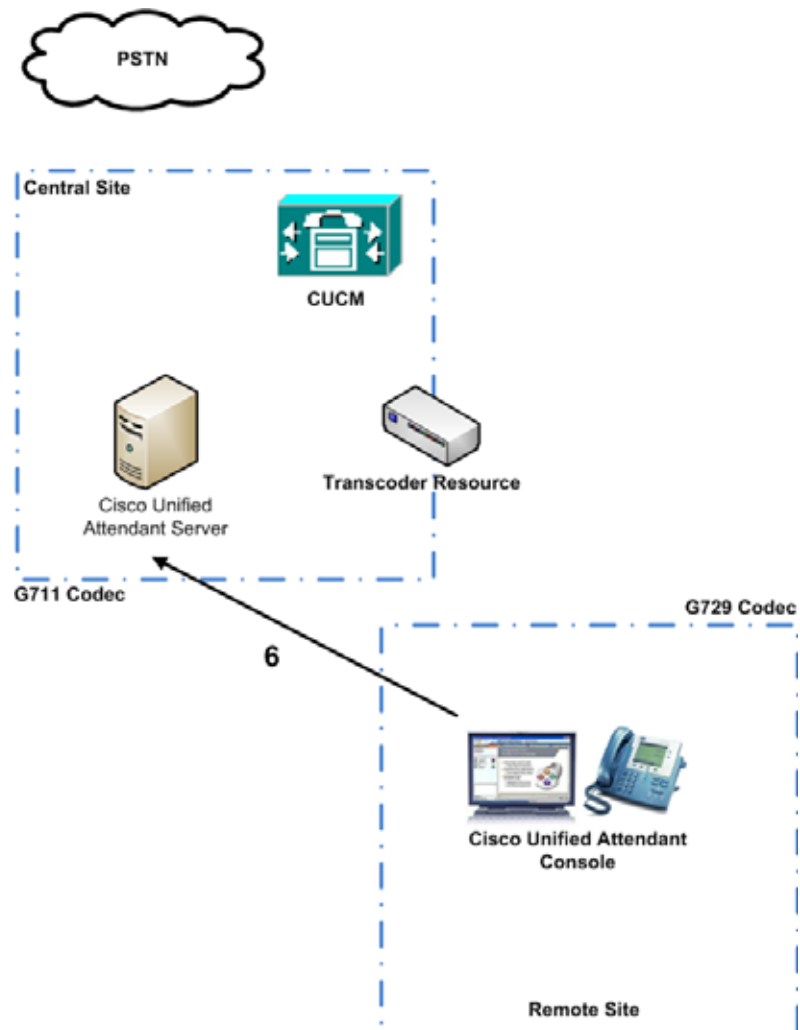 PSTN
Central Site
CUCM
Transcoder Resource
Cisco Unified
Attendant Server
G711 Codec
G729 Codec
6
Cisco Unified Attendant
Console
Remote Site